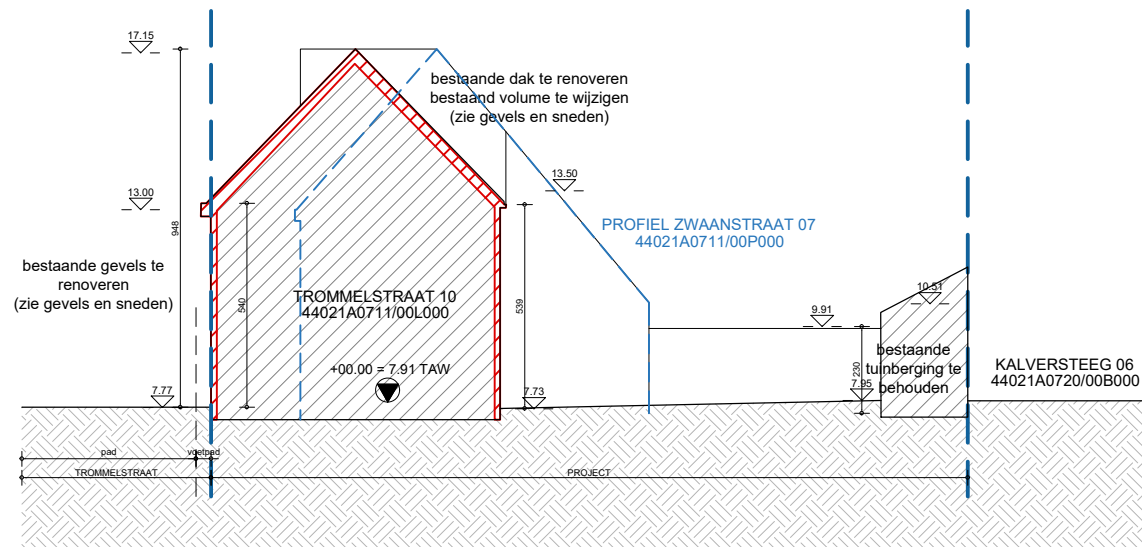 17.15
bestaande dak te renoveren
bestaand volume te wijzigen
(zie gevels en sneden)
13.50
13.00
948
PROFIEL ZWAANSTRAAT 07
44021A0711/00P000
bestaande gevels te
renoveren
(zie gevels en sneden)
540
TROMMELSTRAAT 10
44021A0711/00L000
539
10.51
9.91
bestaande
tuinberging te
behouden
230
+00.00 = 7.91 TAW
KALVERSTEEG 06
44021A0720/00B000
7.77
7.73
7.95
pad
voetpad
TROMMELSTRAAT
PROJECT